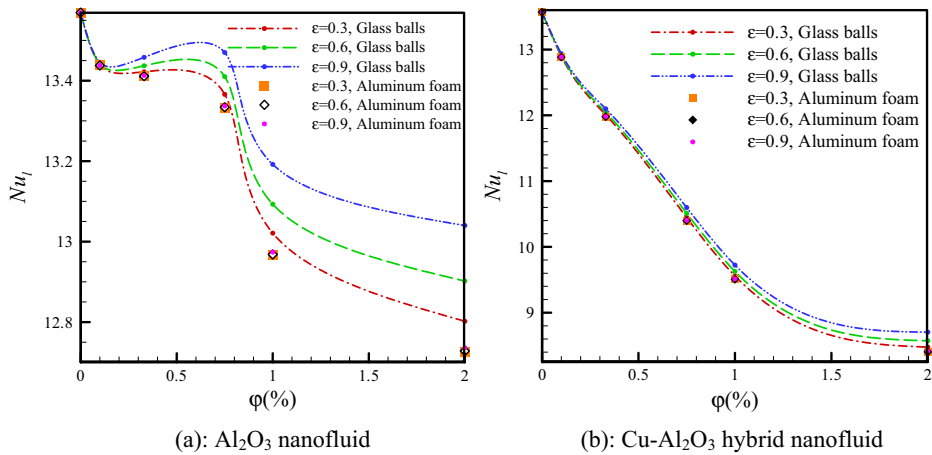 ε=0.3, Glass balls
ε=0.6, Glass balls
ε=0.9, Glass balls
ε=0.3, Aluminum foam
ε=0.6, Aluminum foam
ε=0.9, Aluminum foam
13.4
13.2
13
12.8
Nu_l
0
0.5
1
1.5
2
φ(%)
(a): Al₂O₃ nanofluid
ε=0.3, Glass balls
ε=0.6, Glass balls
ε=0.9, Glass balls
ε=0.3, Aluminum foam
ε=0.6, Aluminum foam
ε=0.9, Aluminum foam
13
12
11
10
9
Nu_l
0
0.5
1
1.5
2
φ(%)
(b): Cu-Al₂O₃ hybrid nanofluid